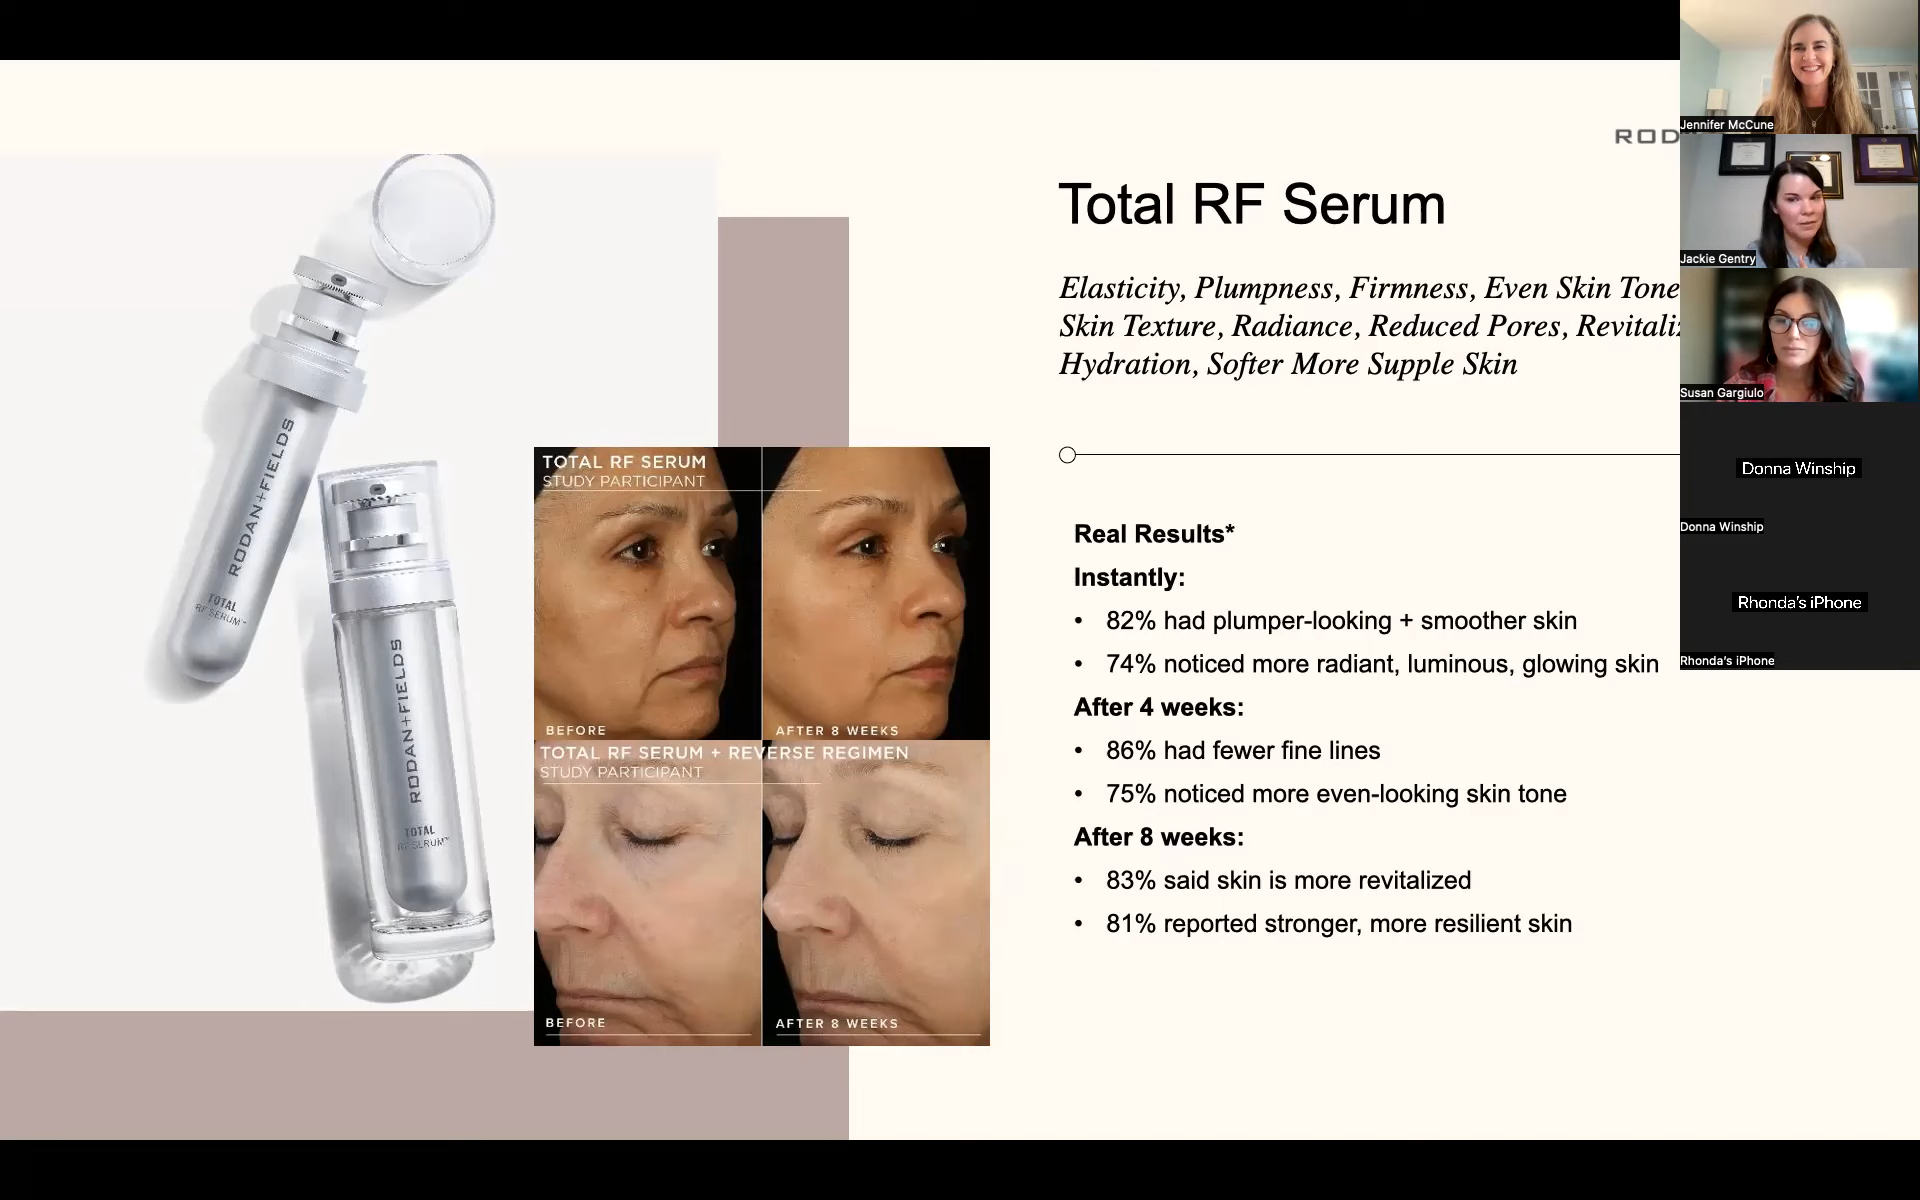 ROD
Total RF Serum
Elasticity, Plumpness, Firmness, Even Skin Tone
Skin Texture, Radiance, Reduced Pores, Revitaliz
Hydration, Softer More Supple Skin
Real Results*
Instantly:
• 82% had plumper-looking + smoother skin
• 74% noticed more radiant, luminous, glowing skin
After 4 weeks:
• 86% had fewer fine lines
• 75% noticed more even-looking skin tone
After 8 weeks:
• 83% said skin is more revitalized
• 81% reported stronger, more resilient skin
RODAN+FIELDS
TOTAL
RF SERUM™
RODAN+FIELDS
TOTAL
RF SERUM™
TOTAL RF SERUM
STUDY PARTICIPANT
BEFORE
AFTER 8 WEEKS
TOTAL RF SERUM + REVERSE REGIMEN
STUDY PARTICIPANT
BEFORE
AFTER 8 WEEKS
Jennifer McCune
Jackie Gentry
Susan Gargiulo
Donna Winship
Donna Winship
Rhonda's iPhone
Rhonda's iPhone